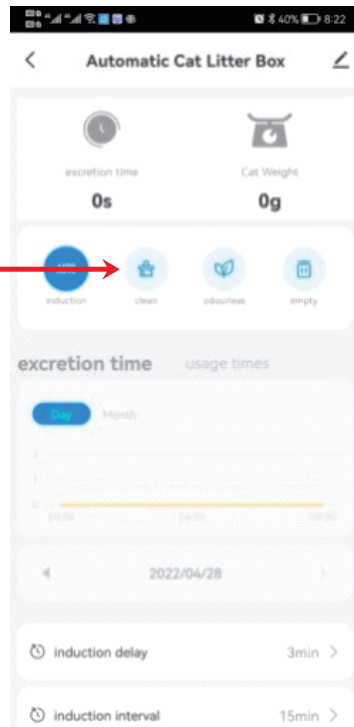 40% 8:22
Automatic Cat Litter Box
excretion time Cat Weight
0s 0g
induction clean odourless empty
excretion time usage times
Day Month
2022/04/28
induction delay 3min
induction interval 15min